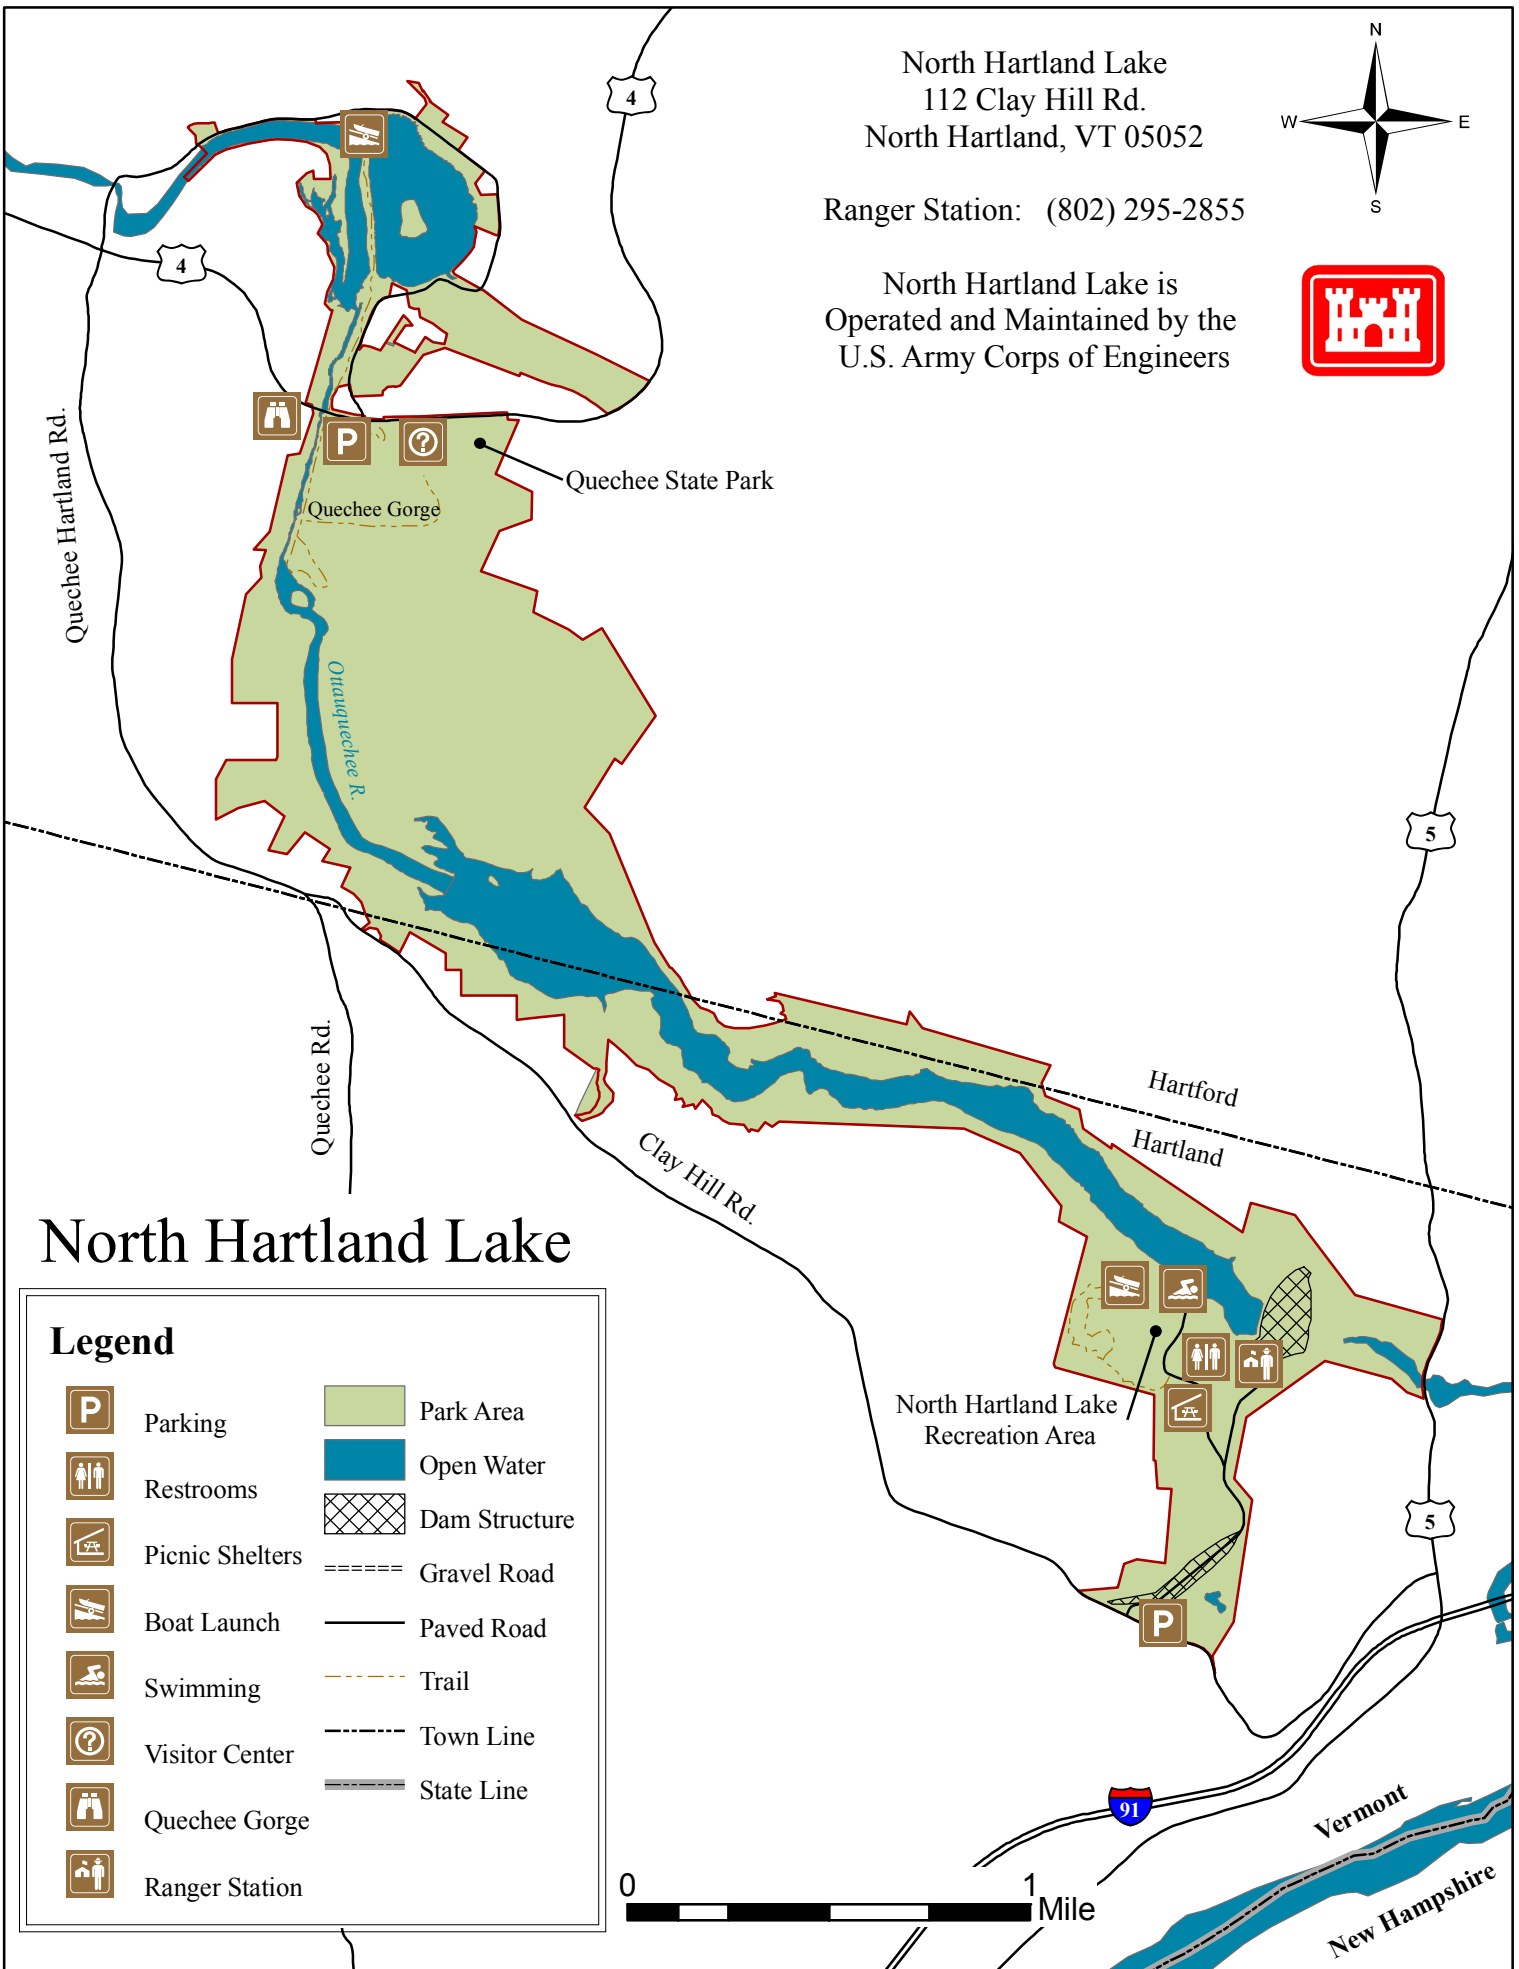 North Hartland Lake
112 Clay Hill Rd.
North Hartland, VT 05052
Ranger Station: (802) 295-2855
North Hartland Lake is
Operated and Maintained by the
U.S. Army Corps of Engineers
N
W
E
S
4
4
P
?
Quechee State Park
Quechee Gorge
Quechee Hartland Rd.
Ottauquechee R.
5
Quechee Rd.
Hartford
Hartland
Clay Hill Rd.
North Hartland Lake
Recreation Area
5
P
91
Vermont
New Hampshire
North Hartland Lake
Legend
P
Parking
Restrooms
Picnic Shelters
Boat Launch
Swimming
?
Visitor Center
Quechee Gorge
Ranger Station
Park Area
Open Water
Dam Structure
Gravel Road
Paved Road
Trail
Town Line
State Line
0
1
Mile